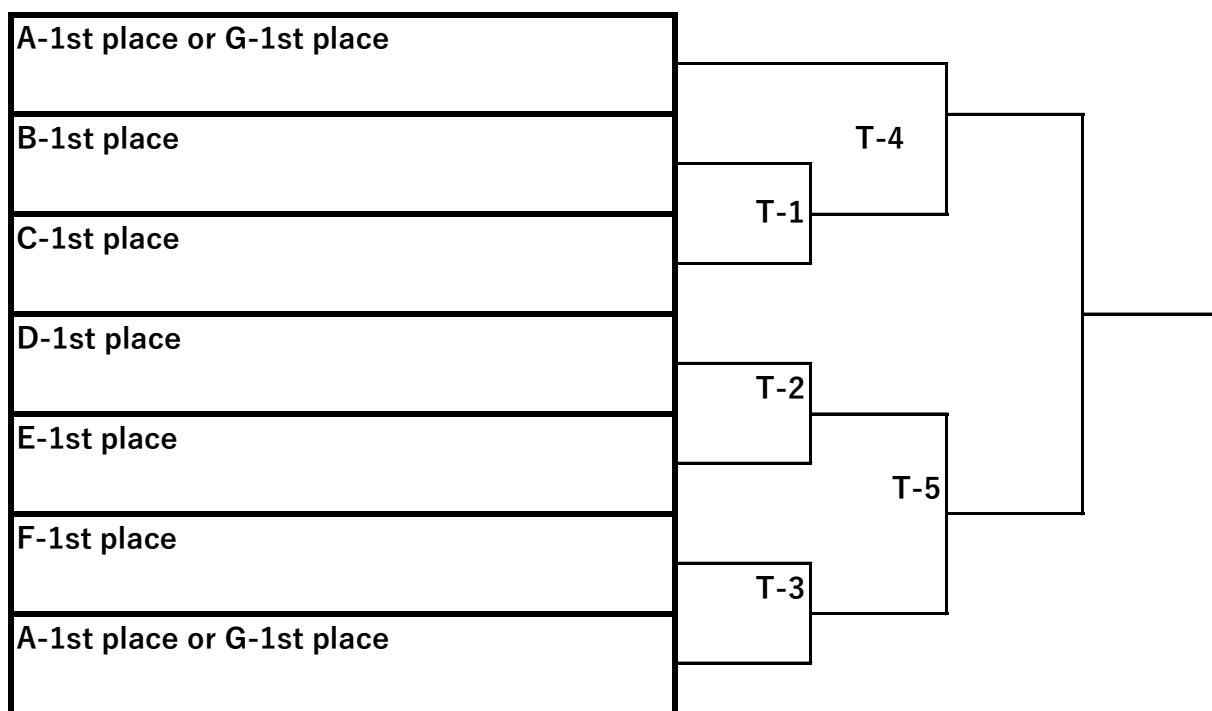 A-1st place or G-1st place
B-1st place
T-4
T-1
C-1st place
D-1st place
T-2
E-1st place
T-5
F-1st place
T-3
A-1st place or G-1st place